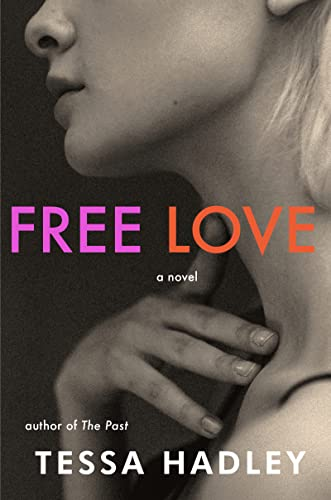 FREE LOVE
a novel
author of The Past
TESSA HADLEY